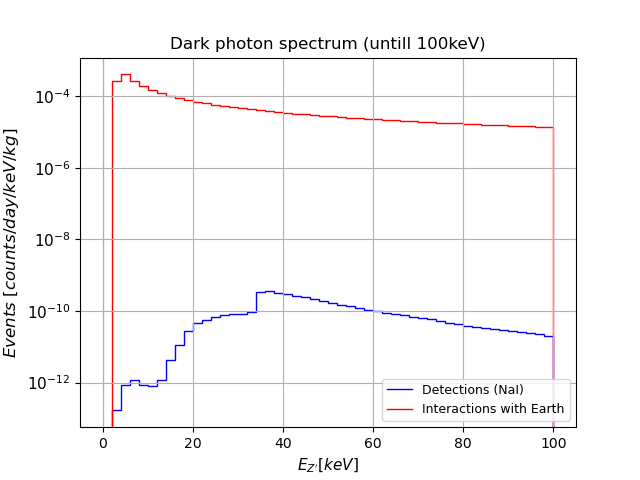 Dark photon spectrum (untill 100keV)
Events [counts/day/keV/kg]
10⁻⁴
10⁻⁶
10⁻⁸
10⁻¹⁰
10⁻¹²
Detections (NaI)
Interactions with Earth
0 20 40 60 80 100
E_Z′[keV]